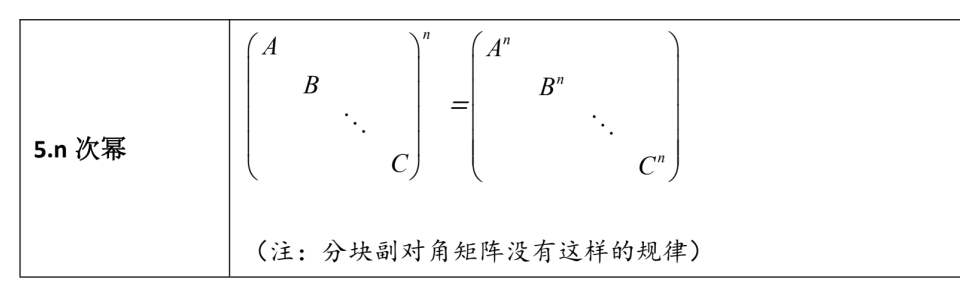 5.n 次幂
$\begin{pmatrix} A & & & \\ & B & & \\ & & \ddots & \\ & & & C \end{pmatrix}^n = \begin{pmatrix} A^n & & & \\ & B^n & & \\ & & \ddots & \\ & & & C^n \end{pmatrix}$
（注：分块副对角矩阵没有这样的规律）